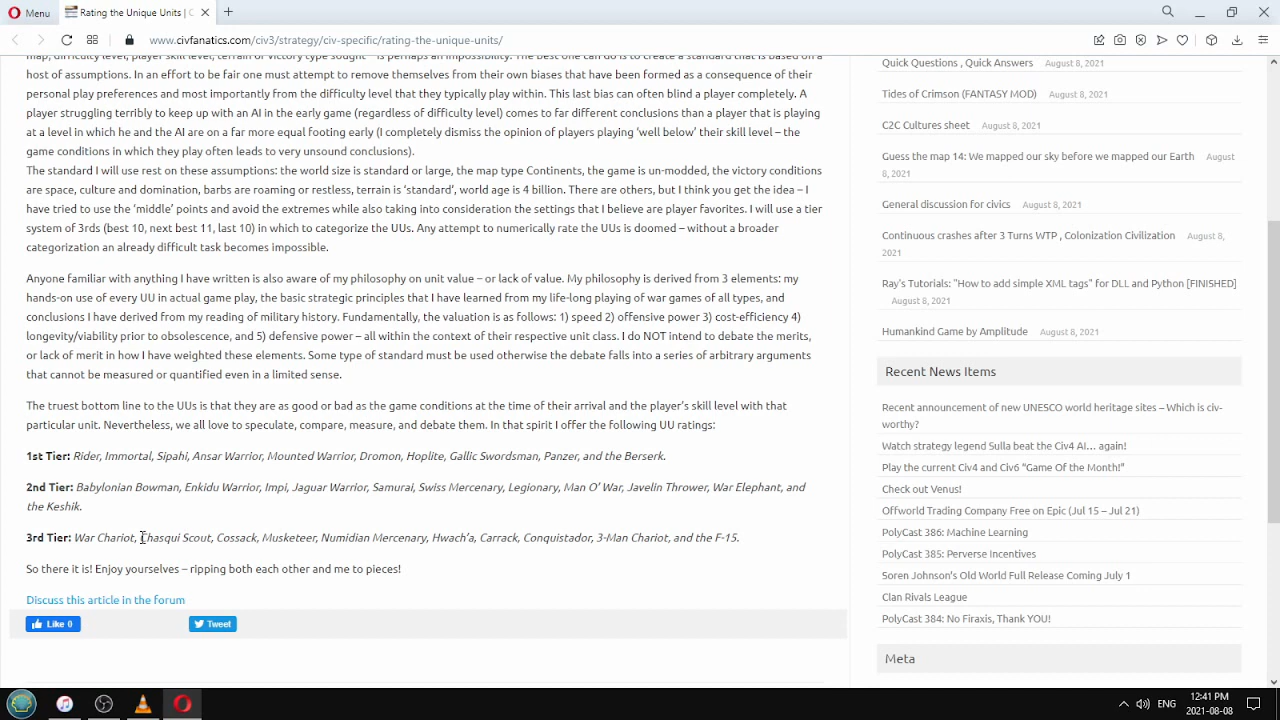 Menu
Rating the Unique Units | C
www.civfanatics.com/civ3/strategy/civ-specific/rating-the-unique-units/
map, difficulty level, player skill level, terrain or victory type sought – is perhaps an impossibility. The best one can do is to create a standard that is based on a
host of assumptions. In an effort to be fair one must attempt to remove themselves from their own biases that have been formed as a consequence of their
personal play preferences and most importantly from the difficulty level that they typically play within. This last bias can often blind a player completely. A
player struggling terribly to keep up with an AI in the early game (regardless of difficulty level) comes to far different conclusions than a player that is playing
at a level in which he and the AI are on a far more equal footing early (I completely dismiss the opinion of players playing ‘well below’ their skill level – the
game conditions in which they play often leads to very unsound conclusions).
The standard I will use rest on these assumptions: the world size is standard or large, the map type Continents, the game is un-modded, the victory conditions
are space, culture and domination, barbs are roaming or restless, terrain is ‘standard’, world age is 4 billion. There are others, but I think you get the idea – I
have tried to use the ‘middle’ points and avoid the extremes while also taking into consideration the settings that I believe are player favorites. I will use a tier
system of 3rds (best 10, next best 11, last 10) in which to categorize the UUs. Any attempt to numerically rate the UUs is doomed – without a broader
categorization an already difficult task becomes impossible.
Anyone familiar with anything I have written is also aware of my philosophy on unit value – or lack of value. My philosophy is derived from 3 elements: my
hands-on use of every UU in actual game play, the basic strategic principles that I have learned from my life-long playing of war games of all types, and
conclusions I have derived from my reading of military history. Fundamentally, the valuation is as follows: 1) speed 2) offensive power 3) cost-efficiency 4)
longevity/viability prior to obsolescence, and 5) defensive power – all within the context of their respective unit class. I do NOT intend to debate the merits,
or lack of merit in how I have weighted these elements. Some type of standard must be used otherwise the debate falls into a series of arbitrary arguments
that cannot be measured or quantified even in a limited sense.
The truest bottom line to the UUs is that they are as good or bad as the game conditions at the time of their arrival and the player’s skill level with that
particular unit. Nevertheless, we all love to speculate, compare, measure, and debate them. In that spirit I offer the following UU ratings:
1st Tier: Rider, Immortal, Sipahi, Ansar Warrior, Mounted Warrior, Dromon, Hoplite, Gallic Swordsman, Panzer, and the Berserk.
2nd Tier: Babylonian Bowman, Enkidu Warrior, Impi, Jaguar Warrior, Samurai, Swiss Mercenary, Legionary, Man O’ War, Javelin Thrower, War Elephant, and
the Keshik.
3rd Tier: War Chariot, Chasqui Scout, Cossack, Musketeer, Numidian Mercenary, Hwach’a, Carrack, Conquistador, 3-Man Chariot, and the F-15.
So there it is! Enjoy yourselves – ripping both each other and me to pieces!
Discuss this article in the forum
Like 0
Tweet
Quick Questions , Quick Answers August 8, 2021
Tides of Crimson (FANTASY MOD) August 8, 2021
C2C Cultures sheet August 8, 2021
Guess the map 14: We mapped our sky before we mapped our Earth August
8, 2021
General discussion for civics August 8, 2021
Continuous crashes after 3 Turns WTP , Colonization Civilization August 8,
2021
Ray's Tutorials: "How to add simple XML tags" for DLL and Python [FINISHED]
August 8, 2021
Humankind Game by Amplitude August 8, 2021
Recent News Items
Recent announcement of new UNESCO world heritage sites – Which is civ-
worthy?
Watch strategy legend Sulla beat the Civ4 AI… again!
Play the current Civ4 and Civ6 “Game Of the Month!”
Check out Venus!
Offworld Trading Company Free on Epic (Jul 15 – Jul 21)
PolyCast 386: Machine Learning
PolyCast 385: Perverse Incentives
Soren Johnson’s Old World Full Release Coming July 1
Clan Rivals League
PolyCast 384: No Firaxis, Thank YOU!
Meta
ENG
12:41 PM
2021-08-08